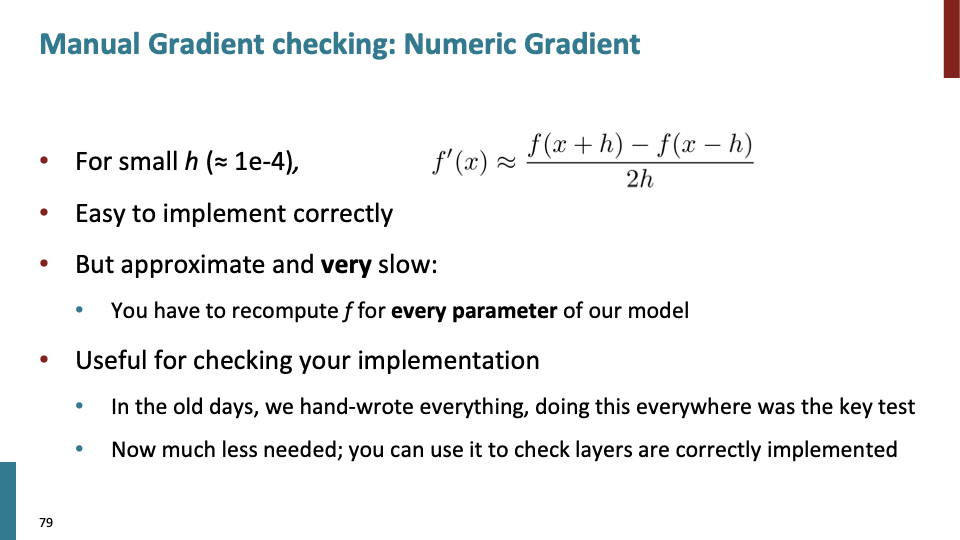 Manual Gradient checking: Numeric Gradient
• For small h (≈ 1e-4), f′(x) ≈ (f(x + h) − f(x − h)) / 2h
• Easy to implement correctly
• But approximate and very slow:
• You have to recompute f for every parameter of our model
• Useful for checking your implementation
• In the old days, we hand-wrote everything, doing this everywhere was the key test
• Now much less needed; you can use it to check layers are correctly implemented
79